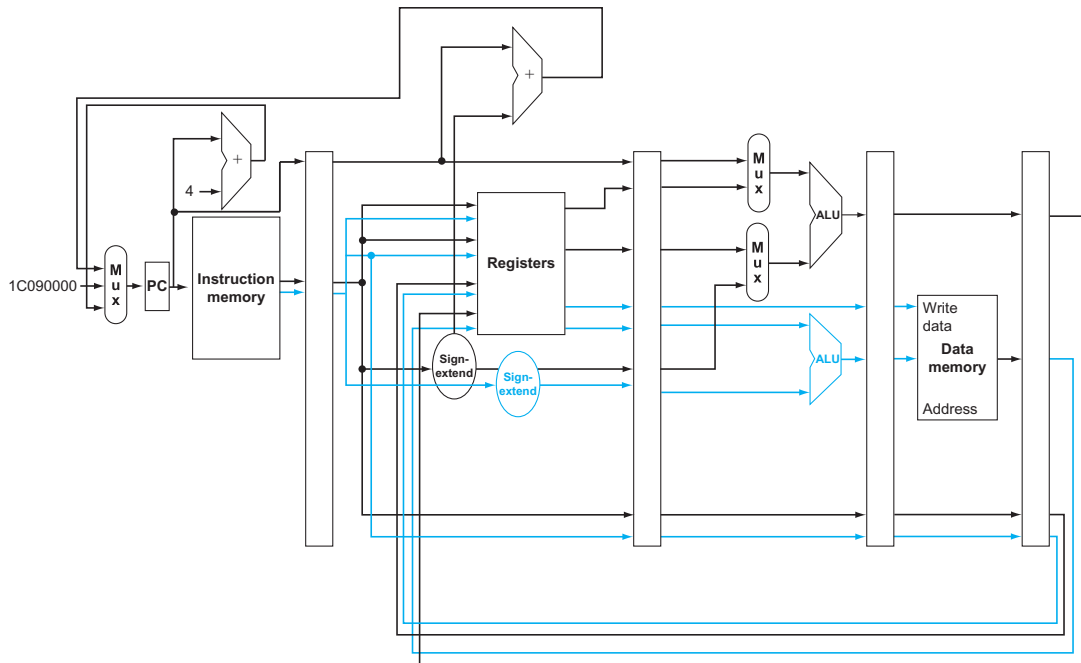 +
+
4
M
u
x
M
u
x
M
u
x
1C090000
PC
Instruction
memory
Registers
ALU
ALU
Sign-
extend
Sign-
extend
Write
data
Data
memory
Address